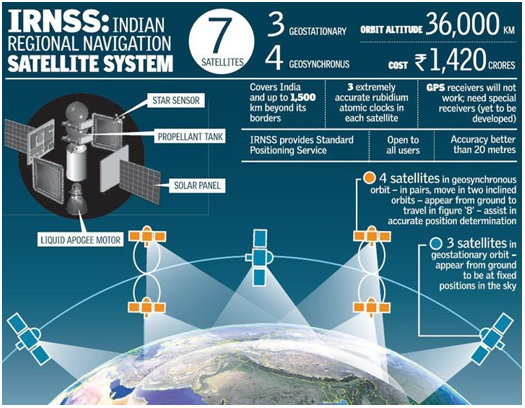 IRNSS: INDIAN
REGIONAL NAVIGATION
SATELLITE SYSTEM
7
SATELLITES
3 GEOSTATIONARY
4 GEOSYNCHRONUS
ORBIT ALTITUDE 36,000 KM
COST ₹1,420 CRORES
Covers India
and up to 1,500
km beyond its
borders
3 extremely
accurate rubidium
atomic clocks in
each satellite
GPS receivers will not
work; need special
receivers (yet to be
developed)
IRNSS provides Standard
Positioning Service
Open to
all users
Accuracy better
than 20 metres
STAR SENSOR
PROPELLANT TANK
SOLAR PANEL
LIQUID APOGEE MOTOR
4 satellites in geosynchronous
orbit – in pairs, move in two inclined
orbits – appear from ground to
travel in figure '8' – assist in
accurate position determination
3 satellites in
geostationary orbit –
appear from ground
to be at fixed
positions in the sky